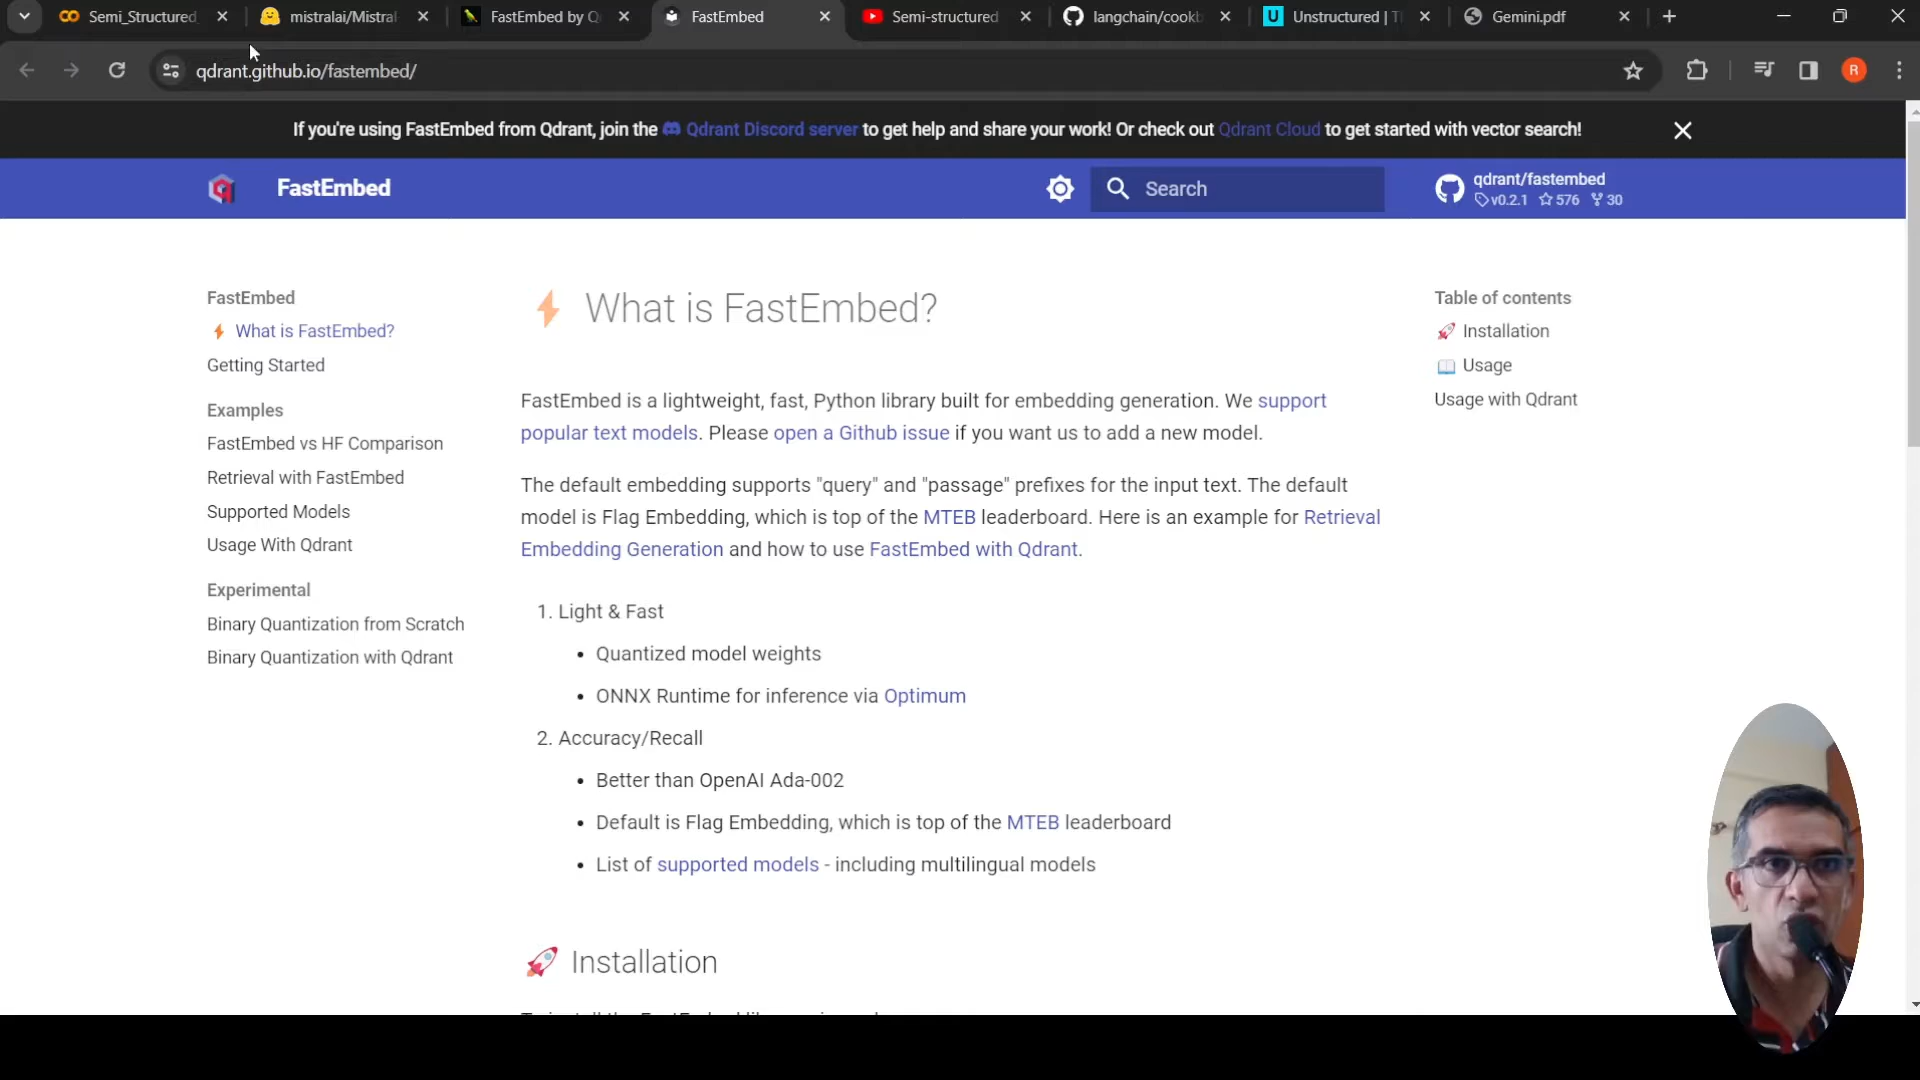 Semi_Structured
mistralai/Mistral
FastEmbed by Q
FastEmbed
Semi-structured
langchain/cookb
Unstructured | T
Gemini.pdf
qdrant.github.io/fastembed/
R
If you're using FastEmbed from Qdrant, join the Qdrant Discord server to get help and share your work! Or check out Qdrant Cloud to get started with vector search!
FastEmbed
Search
qdrant/fastembed
v0.2.1 576 30
FastEmbed
What is FastEmbed?
Getting Started
Examples
FastEmbed vs HF Comparison
Retrieval with FastEmbed
Supported Models
Usage With Qdrant
Experimental
Binary Quantization from Scratch
Binary Quantization with Qdrant
What is FastEmbed?
FastEmbed is a lightweight, fast, Python library built for embedding generation. We support
popular text models. Please open a Github issue if you want us to add a new model.
The default embedding supports "query" and "passage" prefixes for the input text. The default
model is Flag Embedding, which is top of the MTEB leaderboard. Here is an example for Retrieval
Embedding Generation and how to use FastEmbed with Qdrant.
1. Light & Fast
• Quantized model weights
• ONNX Runtime for inference via Optimum
2. Accuracy/Recall
• Better than OpenAI Ada-002
• Default is Flag Embedding, which is top of the MTEB leaderboard
• List of supported models - including multilingual models
Installation
Table of contents
Installation
Usage
Usage with Qdrant